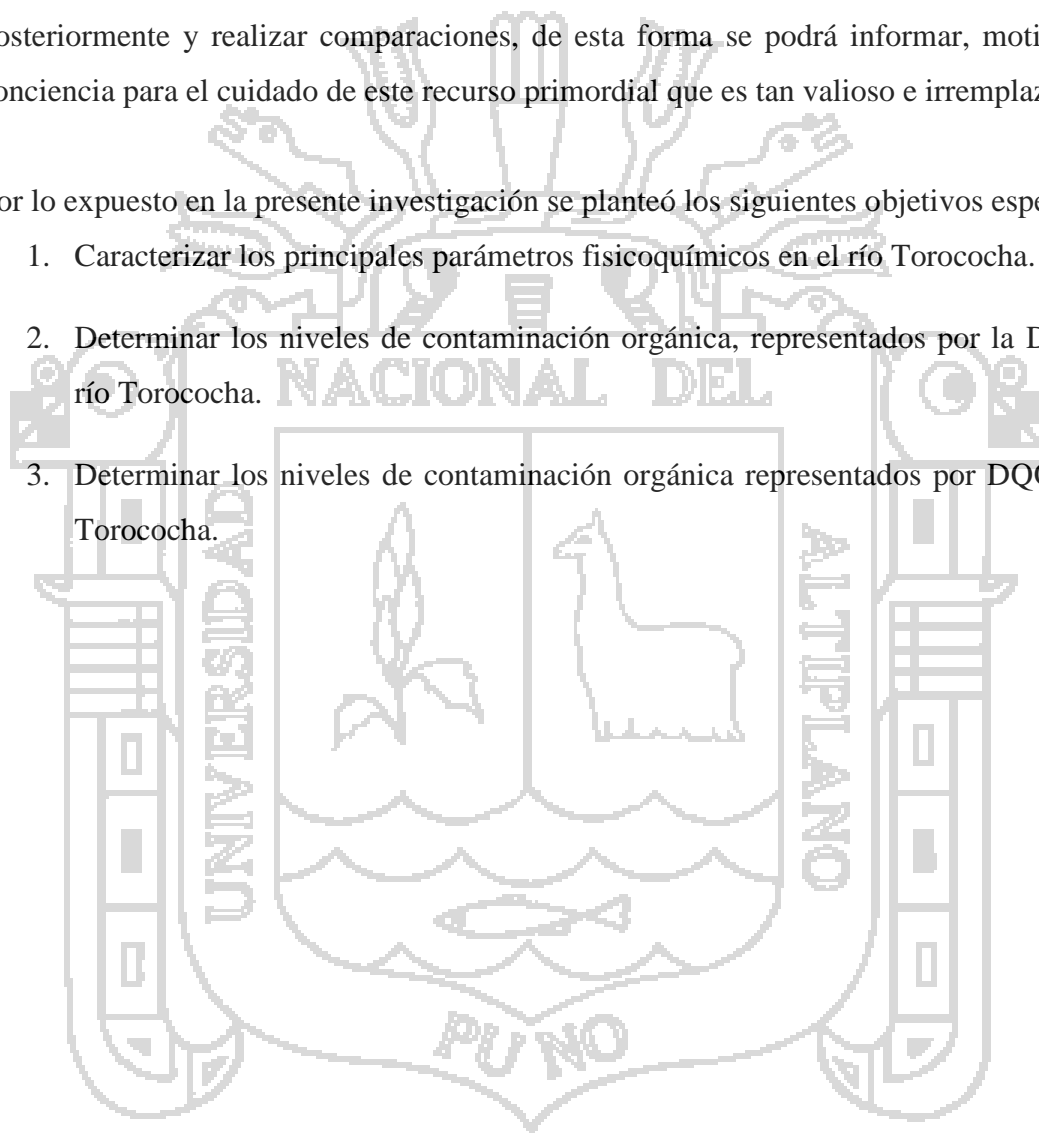 osteriormente y realizar comparaciones, de esta forma se podrá informar, moti
onciencia para el cuidado de este recurso primordial que es tan valioso e irremplaz
or lo expuesto en la presente investigación se planteó los siguientes objetivos espe
1. Caracterizar los principales parámetros fisicoquímicos en el río Torococha.
2. Determinar los niveles de contaminación orgánica, representados por la D
río Torococha.
NACIONAL DEL
3. Determinar los niveles de contaminación orgánica representados por DQO
Torococha.
UNIVERSIDAD
ALTIPLANO
PUNO